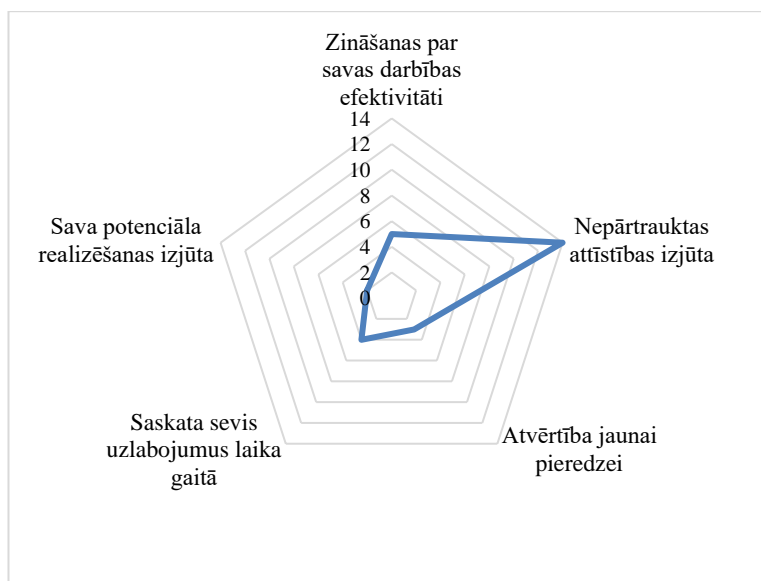 Zināšanas par
savas darbības
efektivitāti
14
12
10
8
6
4
2
0
Nepārtrauktas
attīstības izjūta
Atvērtība jaunai
pieredzei
Saskata sevis
uzlabojumus laika
gaitā
Sava potenciāla
realizēšanas izjūta